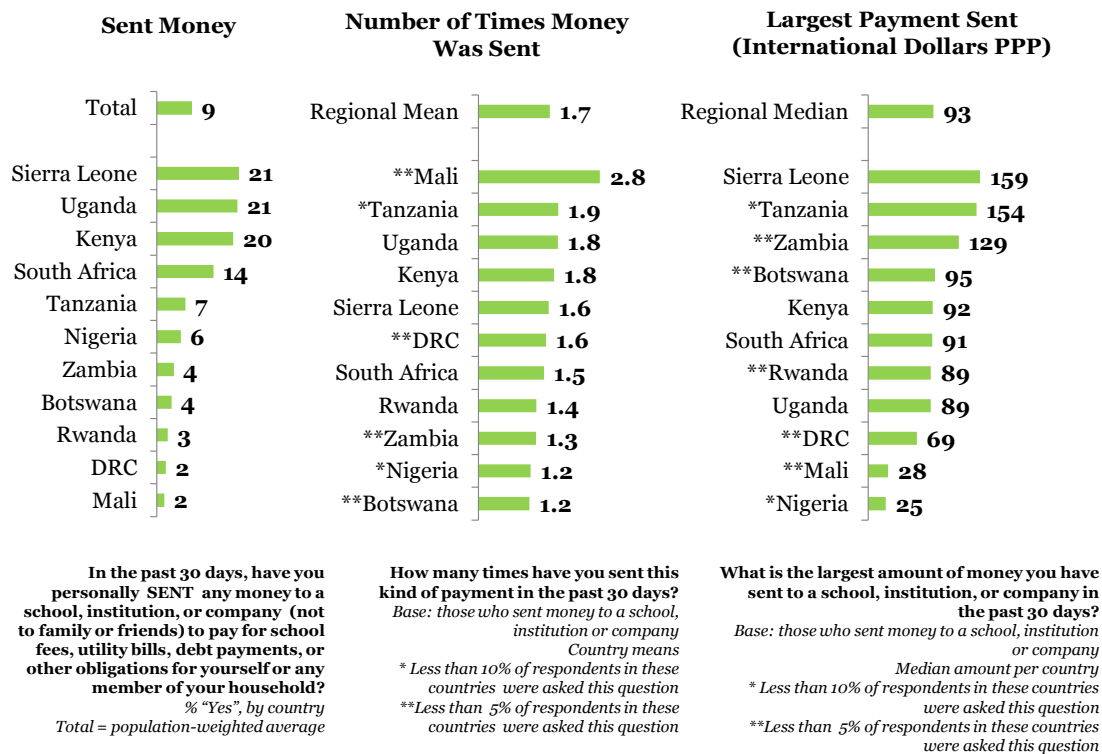 Sent Money
Total 9
Sierra Leone 21
Uganda 21
Kenya 20
South Africa 14
Tanzania 7
Nigeria 6
Zambia 4
Botswana 4
Rwanda 3
DRC 2
Mali 2
In the past 30 days, have you
personally SENT any money to a
school, institution, or company (not
to family or friends) to pay for school
fees, utility bills, debt payments, or
other obligations for yourself or any
member of your household?
% “Yes”, by country
Total = population-weighted average
Number of Times Money
Was Sent
Regional Mean 1.7
**Mali 2.8
*Tanzania 1.9
Uganda 1.8
Kenya 1.8
Sierra Leone 1.6
**DRC 1.6
South Africa 1.5
Rwanda 1.4
**Zambia 1.3
*Nigeria 1.2
**Botswana 1.2
How many times have you sent this
kind of payment in the past 30 days?
Base: those who sent money to a school,
institution or company
Country means
* Less than 10% of respondents in these
countries were asked this question
**Less than 5% of respondents in these
countries were asked this question
Largest Payment Sent
(International Dollars PPP)
Regional Median 93
Sierra Leone 159
*Tanzania 154
**Zambia 129
**Botswana 95
Kenya 92
South Africa 91
**Rwanda 89
Uganda 89
**DRC 69
**Mali 28
*Nigeria 25
What is the largest amount of money you have
sent to a school, institution, or company in
the past 30 days?
Base: those who sent money to a school, institution
or company
Median amount per country
* Less than 10% of respondents in these countries
were asked this question
**Less than 5% of respondents in these countries
were asked this question